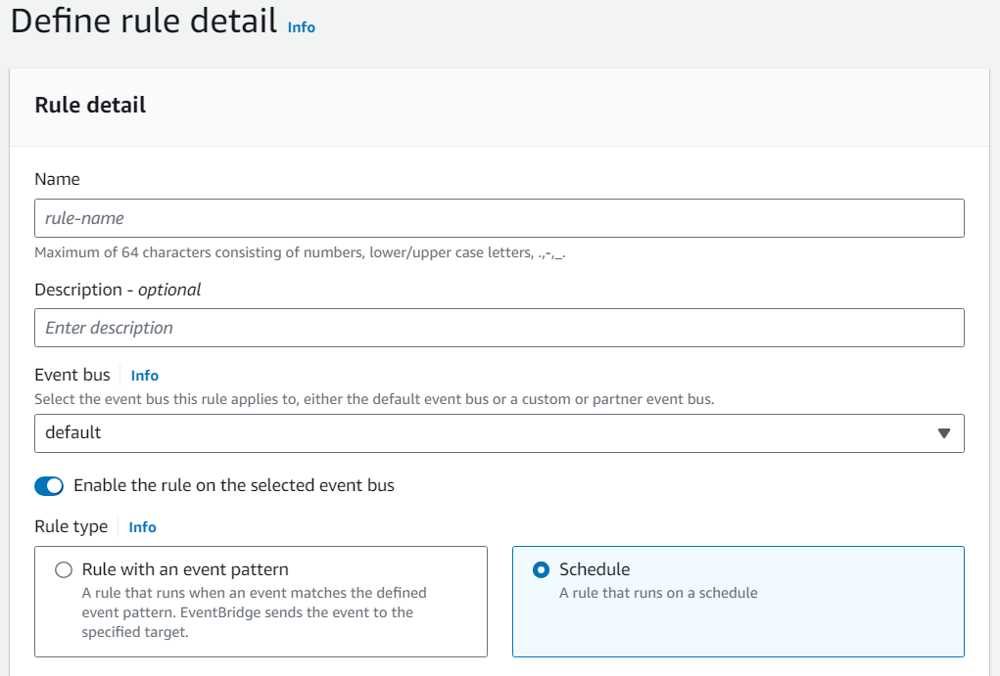 Define rule detail Info
Rule detail
Name
rule-name
Maximum of 64 characters consisting of numbers, lower/upper case letters, .,-,_.
Description - optional
Enter description
Event bus Info
Select the event bus this rule applies to, either the default event bus or a custom or partner event bus.
default
Enable the rule on the selected event bus
Rule type Info
Rule with an event pattern
A rule that runs when an event matches the defined
event pattern. EventBridge sends the event to the
specified target.
Schedule
A rule that runs on a schedule